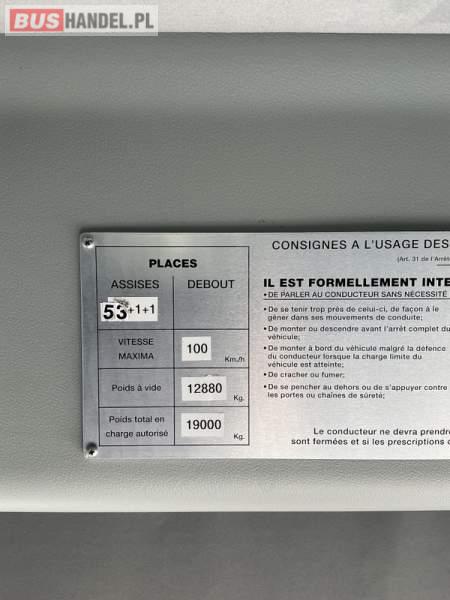 BUSHANDEL.PL
PLACES
ASSISES DEBOUT
53+1+1
VITESSE
MAXIMA
100 Km./h
Poids à vide 12880 Kg.
Poids total en
charge autorisé
19000 Kg.
CONSIGNES A L'USAGE DES
(Art. 31 de l'Arrêt
IL EST FORMELLEMENT INTE
• DE PARLER AU CONDUCTEUR SANS NÉCESSITÉ
• De se tenir trop près de celui-ci, de façon à le
gêner dans ses mouvements de conduite;
• De monter ou descendre avant l'arrêt complet du
véhicule;
• De monter à bord du véhicule malgré la défence
du conducteur lorsque la charge limite du
véhicule est atteinte;
• De cracher ou fumer;
• De se pencher au dehors ou de s'appuyer contre
les portes ou chaînes de sûreté;
Le conducteur ne devra prendre
sont fermées et si les prescriptions